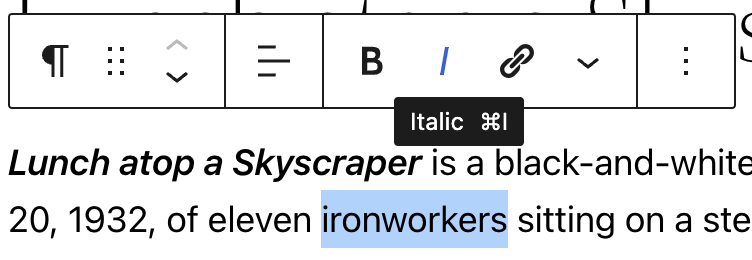 B I
Italic ⌘I
Lunch atop a Skyscraper is a black-and-white
20, 1932, of eleven ironworkers sitting on a ste